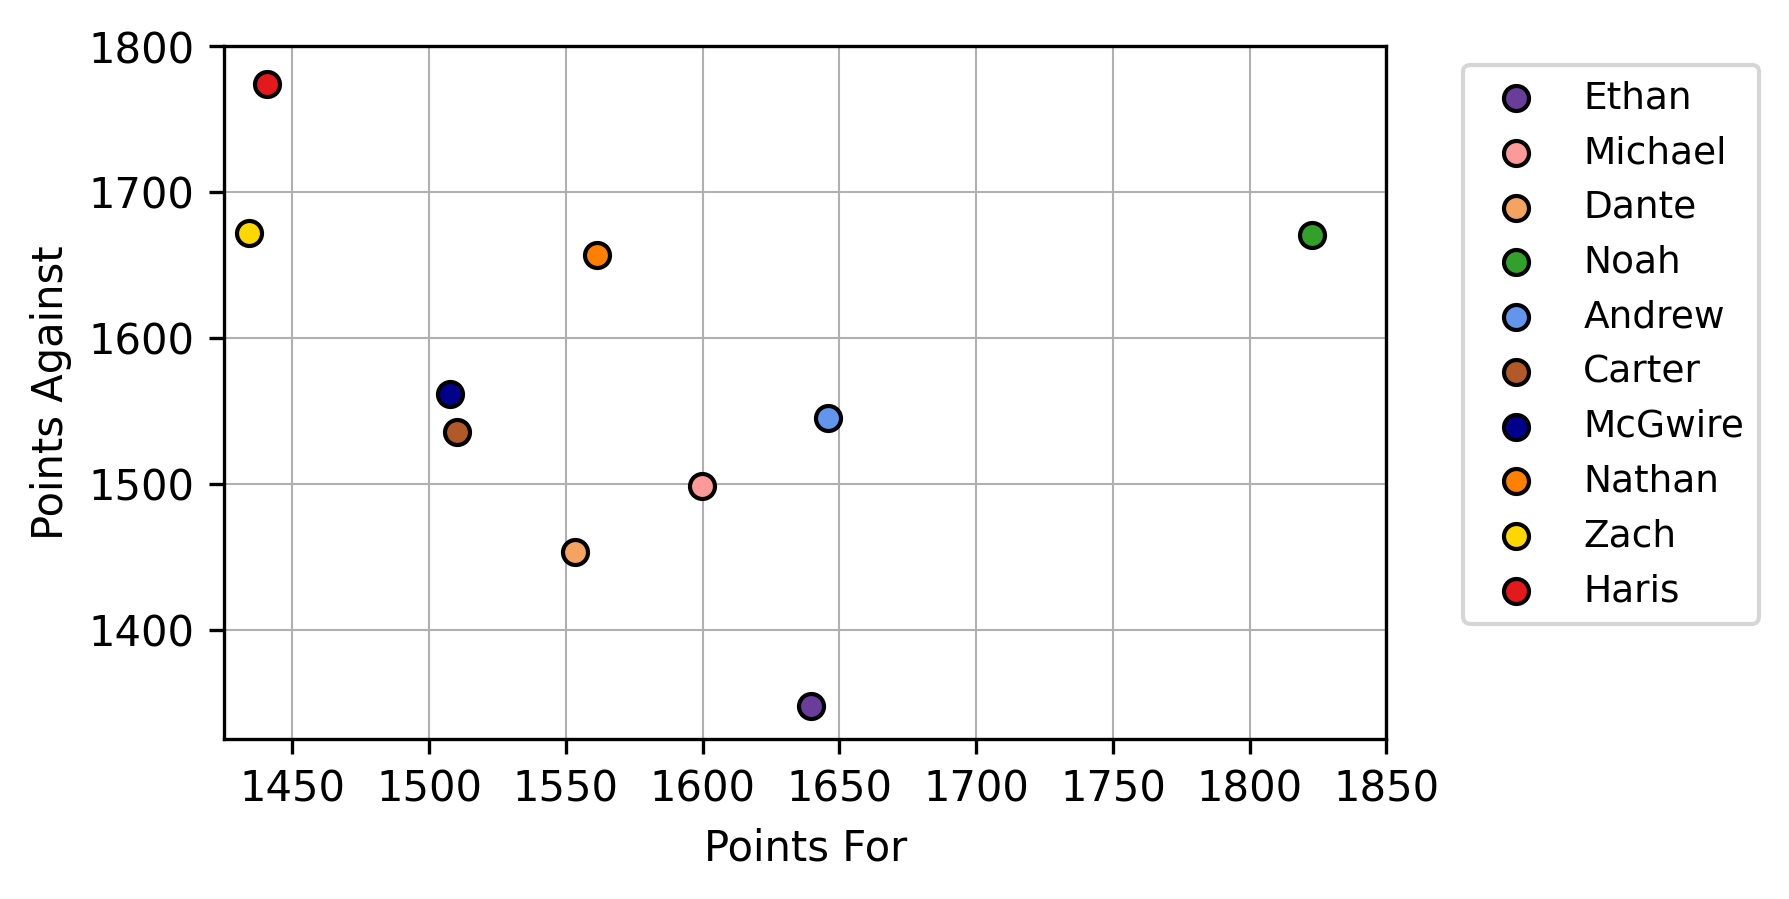 1800
1700
1600
1500
1400
Points Against
1450 1500 1550 1600 1650 1700 1750 1800 1850
Points For
Ethan
Michael
Dante
Noah
Andrew
Carter
McGwire
Nathan
Zach
Haris